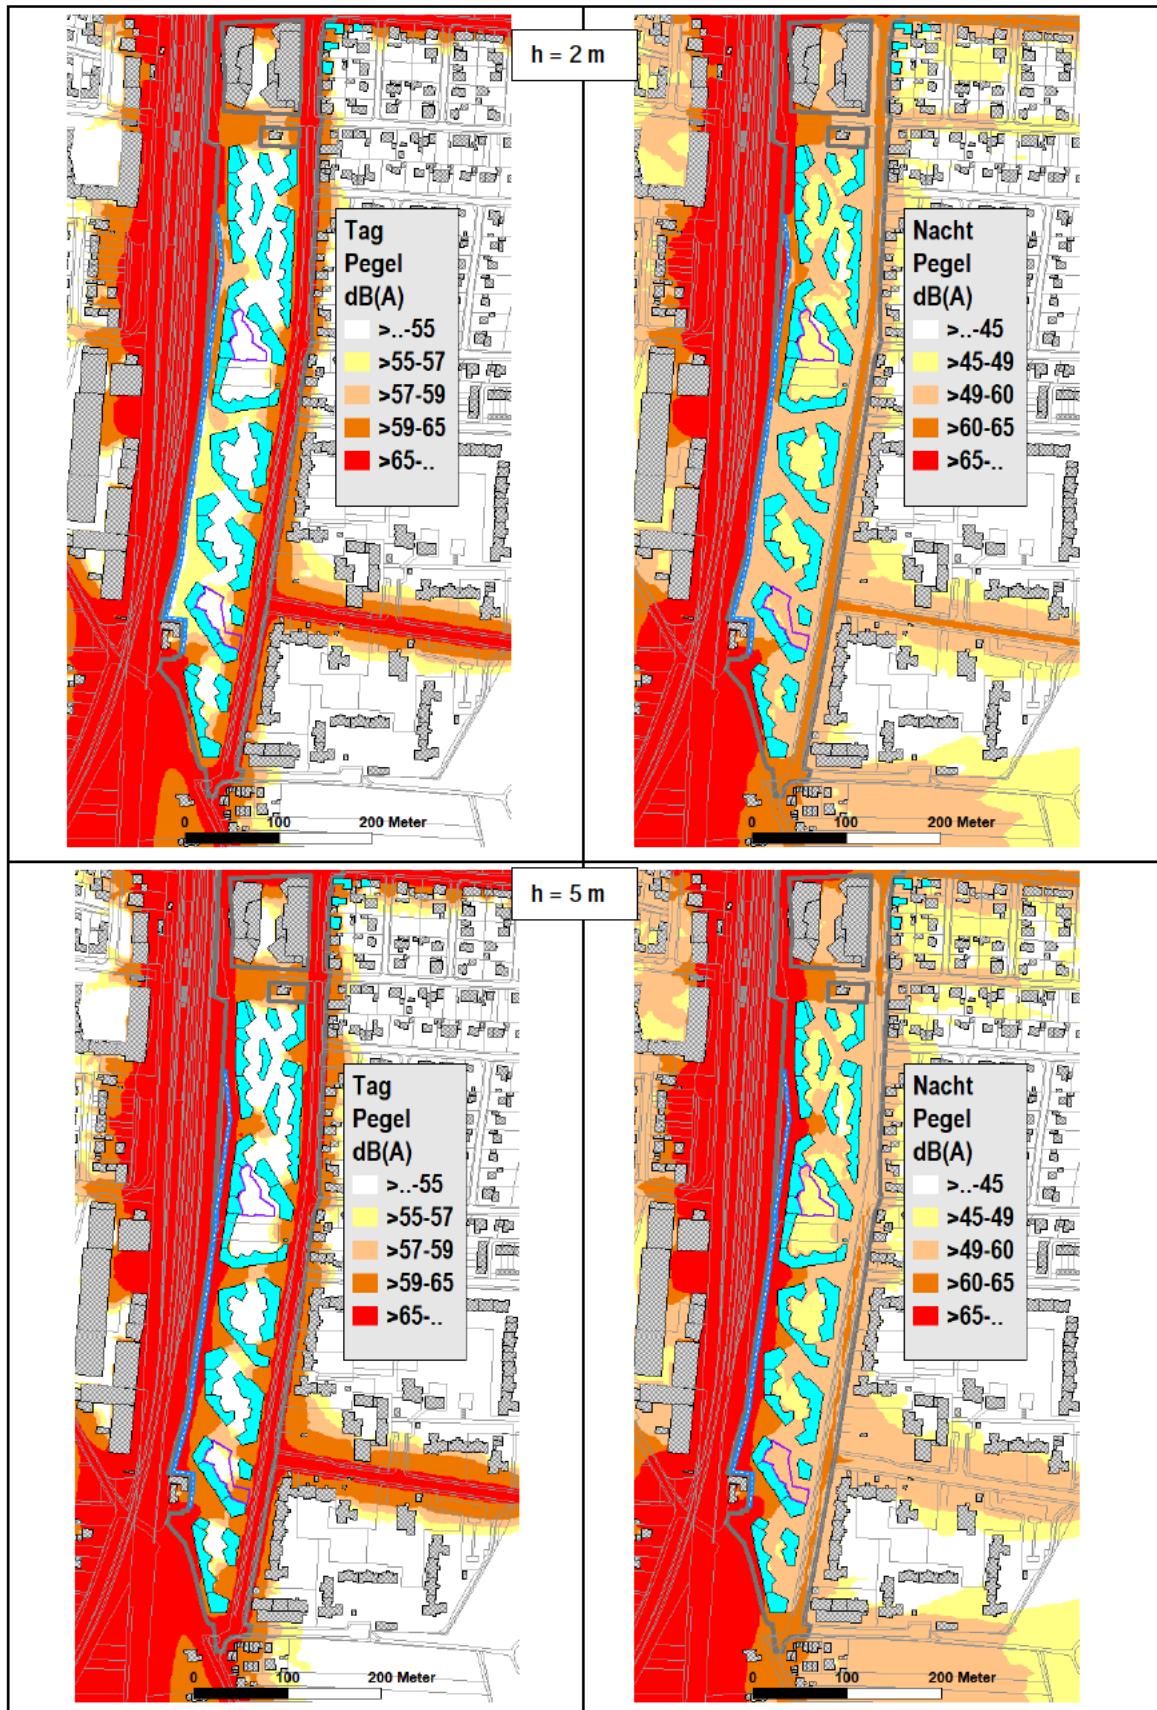 h = 2 m
Tag
Pegel
dB(A)
>..-55
>55-57
>57-59
>59-65
>65-..
0 100 200 Meter
Nacht
Pegel
dB(A)
>..-45
>45-49
>49-60
>60-65
>65-..
0 100 200 Meter
h = 5 m
Tag
Pegel
dB(A)
>..-55
>55-57
>57-59
>59-65
>65-..
0 100 200 Meter
Nacht
Pegel
dB(A)
>..-45
>45-49
>49-60
>60-65
>65-..
0 100 200 Meter